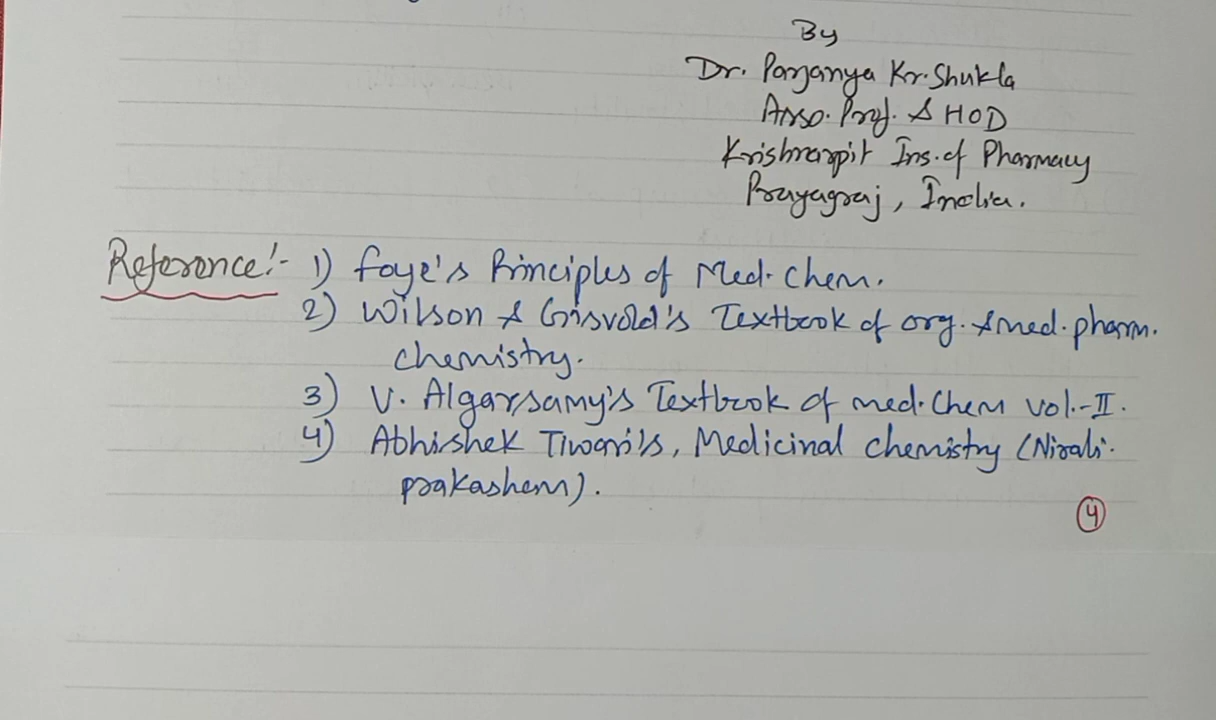 By
Dr. Parjanya Kr. Shukla
Asso. Prof. & HOD
Krishnarpit Ins. of Pharmacy
Prayagraj, India.
Reference:- 1) Foye's Principles of Med. Chem.
2) Wilson & Grisvold's Textbook of org. & med. pharm.
chemistry.
3) V. Algarsamy's Textbook of med. Chem vol.-II.
4) Abhishek Tiwari's, Medicinal chemistry (Nirali
prakashan).
4